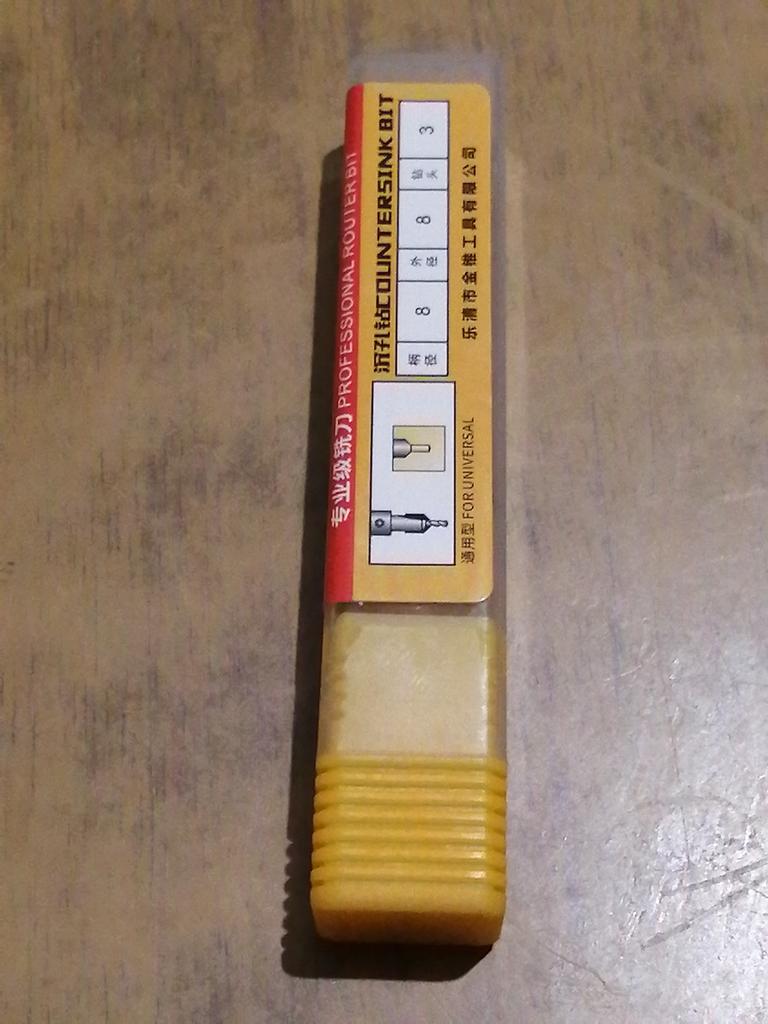 专业级铣刀 PROFESSIONAL ROUTER BIT
沉孔钻COUNTERSINK BIT
柄径 8 外径 8 钻头 3
乐清市金雅工具有限公司
通用型 FOR UNIVERSAL